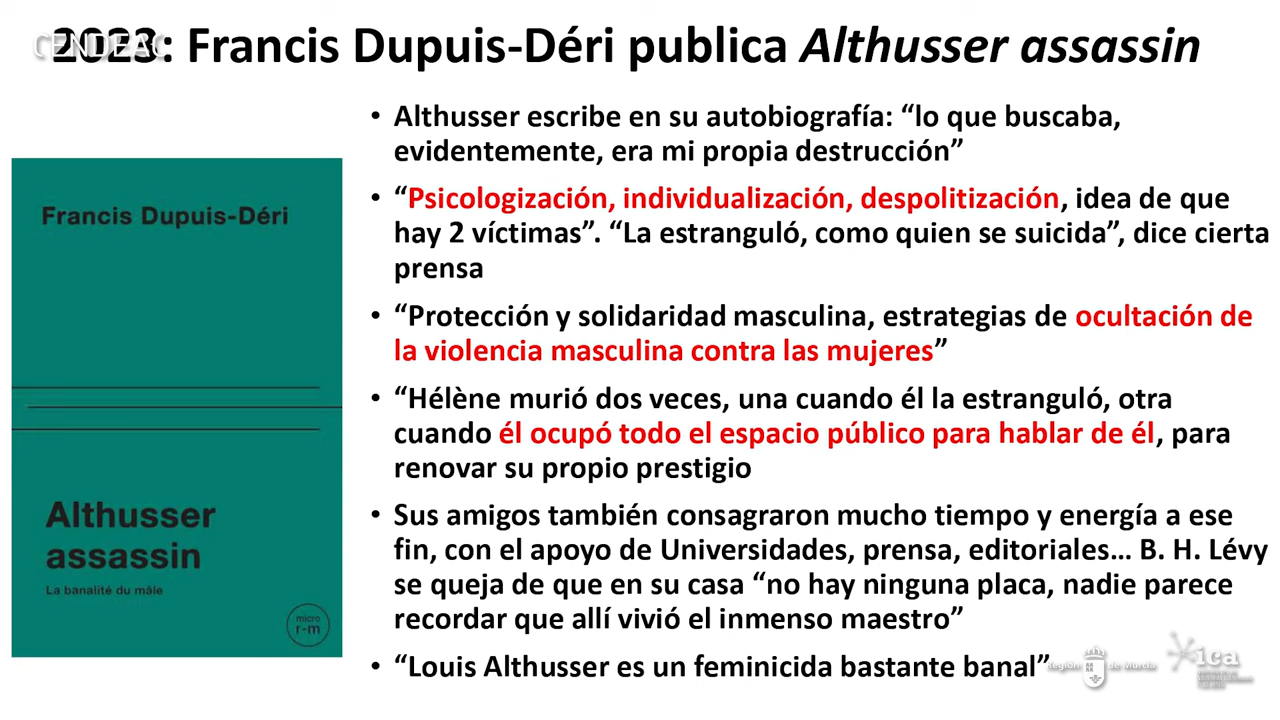 CENDEAC
2023: Francis Dupuis-Déri publica Althusser assassin
Francis Dupuis-Déri
Althusser
assassin
La banalité du mâle
micro
r-m
• Althusser escribe en su autobiografía: “lo que buscaba,
evidentemente, era mi propia destrucción”
• “Psicologización, individualización, despolitización, idea de que
hay 2 víctimas”. “La estranguló, como quien se suicida”, dice cierta
prensa
• “Protección y solidaridad masculina, estrategias de ocultación de
la violencia masculina contra las mujeres”
• “Hélène murió dos veces, una cuando él la estranguló, otra
cuando él ocupó todo el espacio público para hablar de él, para
renovar su propio prestigio
• Sus amigos también consagraron mucho tiempo y energía a ese
fin, con el apoyo de Universidades, prensa, editoriales… B. H. Lévy
se queja de que en su casa “no hay ninguna placa, nadie parece
recordar que allí vivió el inmenso maestro”
• “Louis Althusser es un feminicida bastante banal”
Región de Murcia
ica